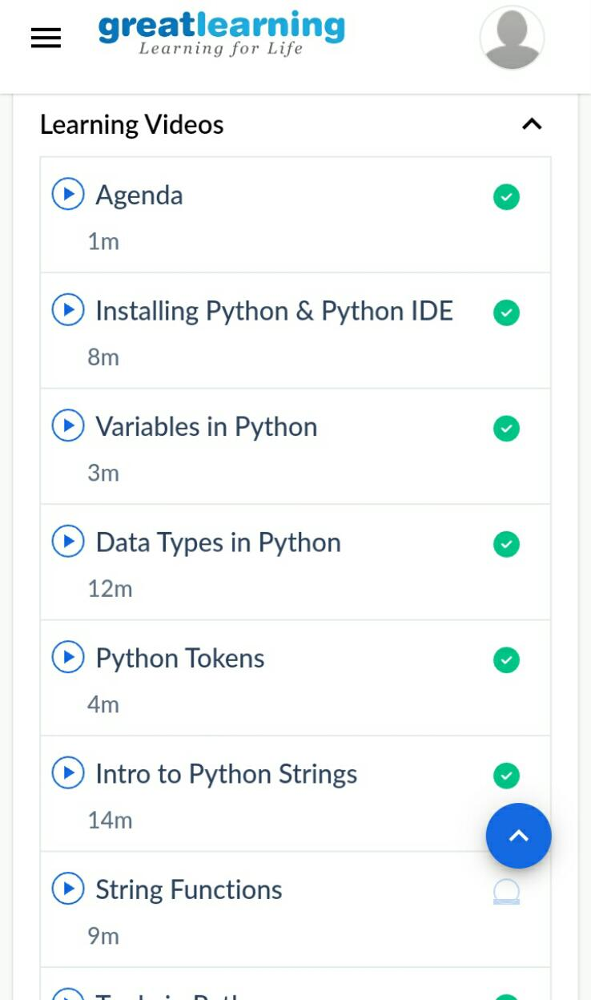 greatlearning
Learning for Life
Learning Videos
Agenda
1m
Installing Python & Python IDE
8m
Variables in Python
3m
Data Types in Python
12m
Python Tokens
4m
Intro to Python Strings
14m
String Functions
9m